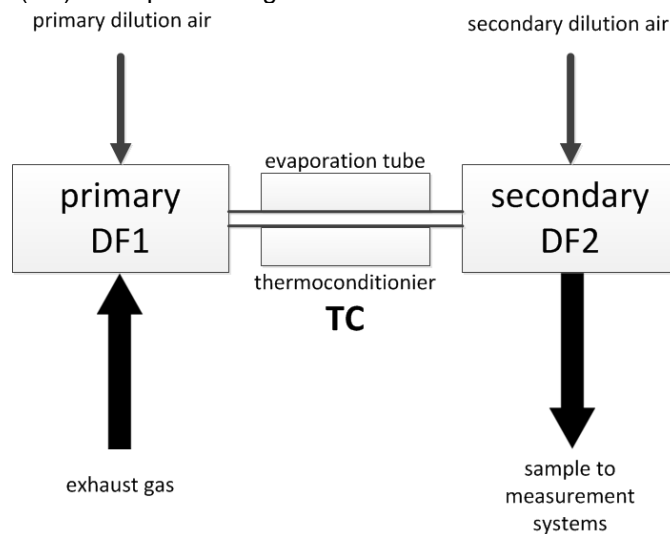 primary dilution air
secondary dilution air
evaporation tube
primary
DF1
secondary
DF2
thermoconditionier
TC
exhaust gas
sample to
measurement
systems